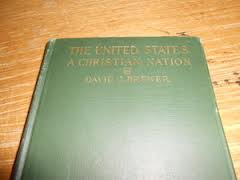 THE UNITED STATES
A CHRISTIAN NATION
DAVID J. BREWER